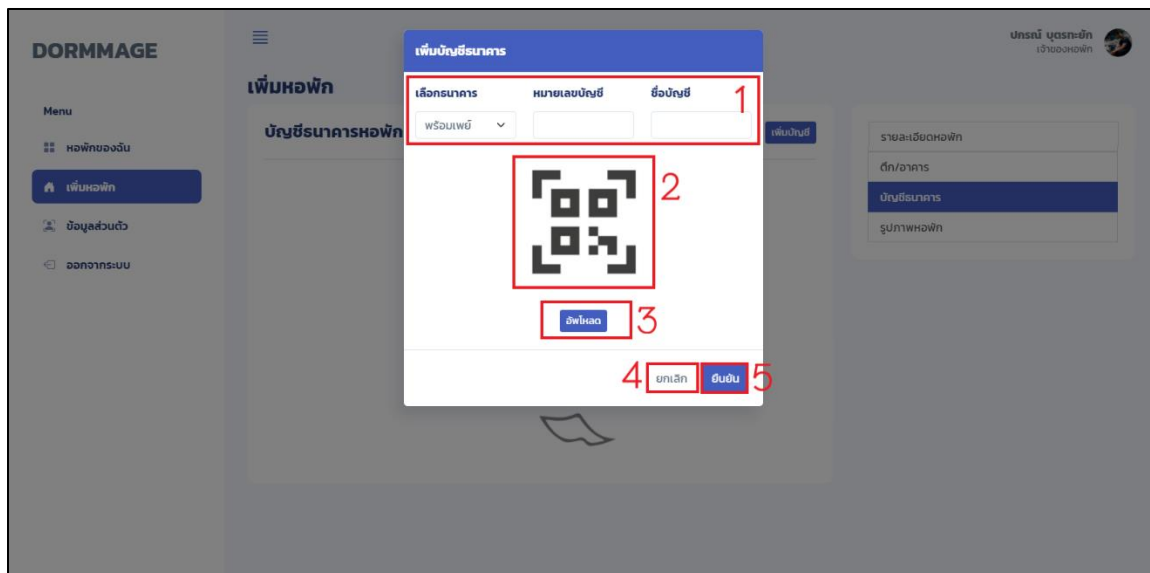 DORMMAGE
ปกรณ์ บุตรทะยัก
เจ้าของหอพัก
Menu
หอพักของฉัน
เพิ่มหอพัก
ข้อมูลส่วนตัว
ออกจากระบบ
เพิ่มหอพัก
บัญชีธนาคารหอพัก
เพิ่มบัญชี
เพิ่มบัญชีธนาคาร
เลือกธนาคาร หมายเลขบัญชี ชื่อบัญชี 1
พร้อมเพย์
2
อัพโหลด 3
4 ยกเลิก ยืนยัน 5
รายละเอียดหอพัก
ตึก/อาคาร
บัญชีธนาคาร
รูปภาพหอพัก